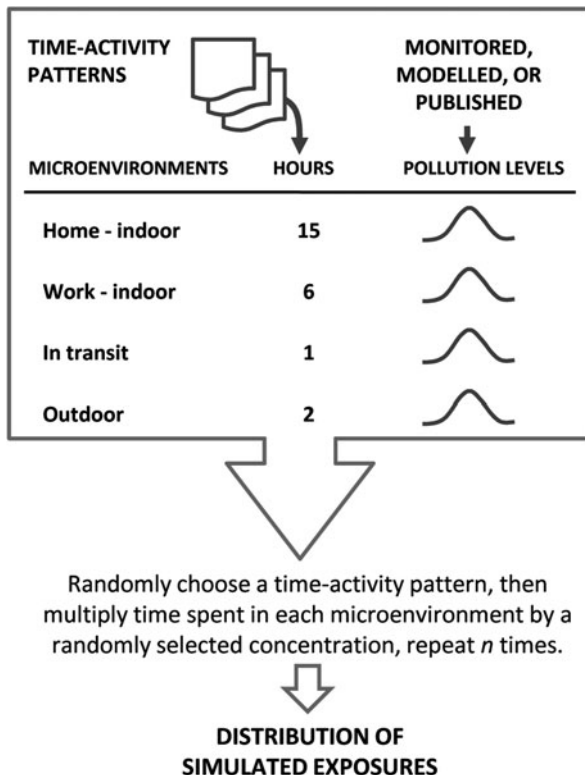 TIME-ACTIVITY
PATTERNS
MONITORED,
MODELLED, OR
PUBLISHED
MICROENVIRONMENTS HOURS POLLUTION LEVELS
Home - indoor 15
Work - indoor 6
In transit 1
Outdoor 2
Randomly choose a time-activity pattern, then
multiply time spent in each microenvironment by a
randomly selected concentration, repeat n times.
DISTRIBUTION OF
SIMULATED EXPOSURES